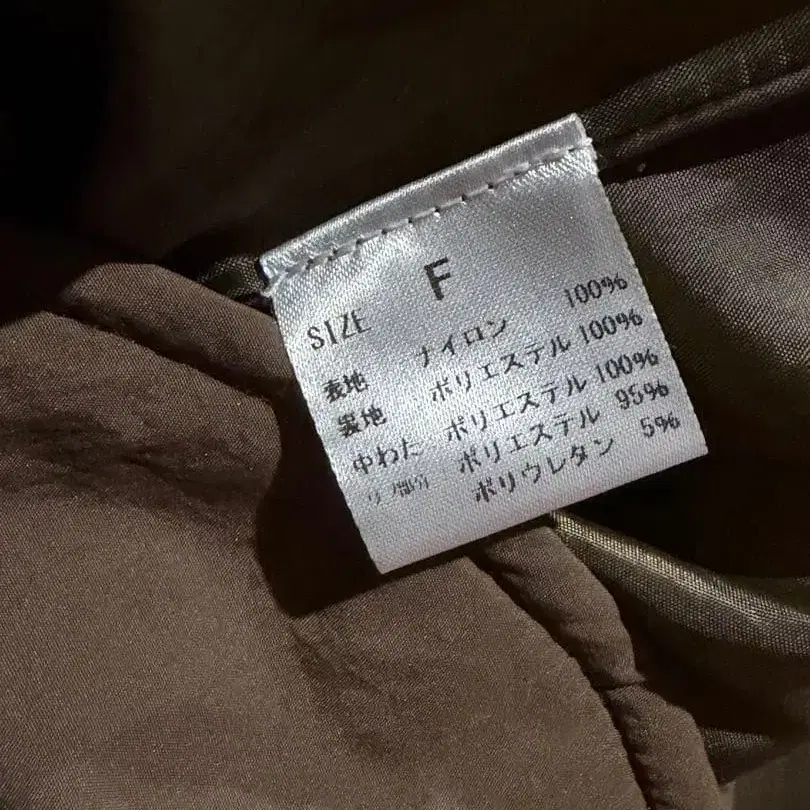 SIZE F
表地 ナイロン 100%
裏地 ポリエステル 100%
中わた ポリエステル 100%
リブ部分 ポリエステル 95%
ポリウレタン 5%